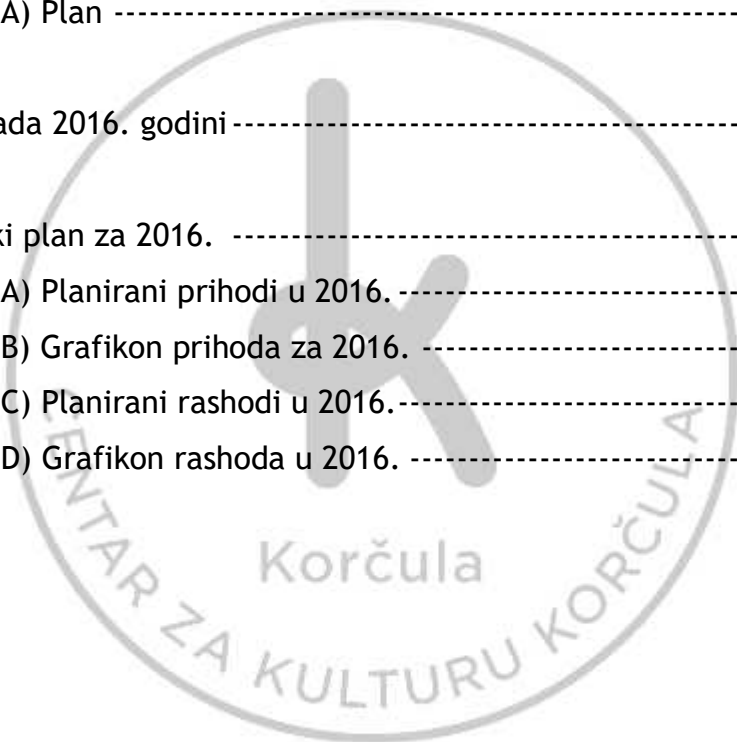 A) Plan ------------------------------------------------
ada 2016. godini ------------------------------------------------
ki plan za 2016. ------------------------------------------------
A) Planirani prihodi u 2016. --------------------------------
B) Grafikon prihoda za 2016. ------------------------------
C) Planirani rashodi u 2016. --------------------------------
D) Grafikon rashoda u 2016. -------------------------------
Korčula
CENTAR ZA KULTURU KORČULA